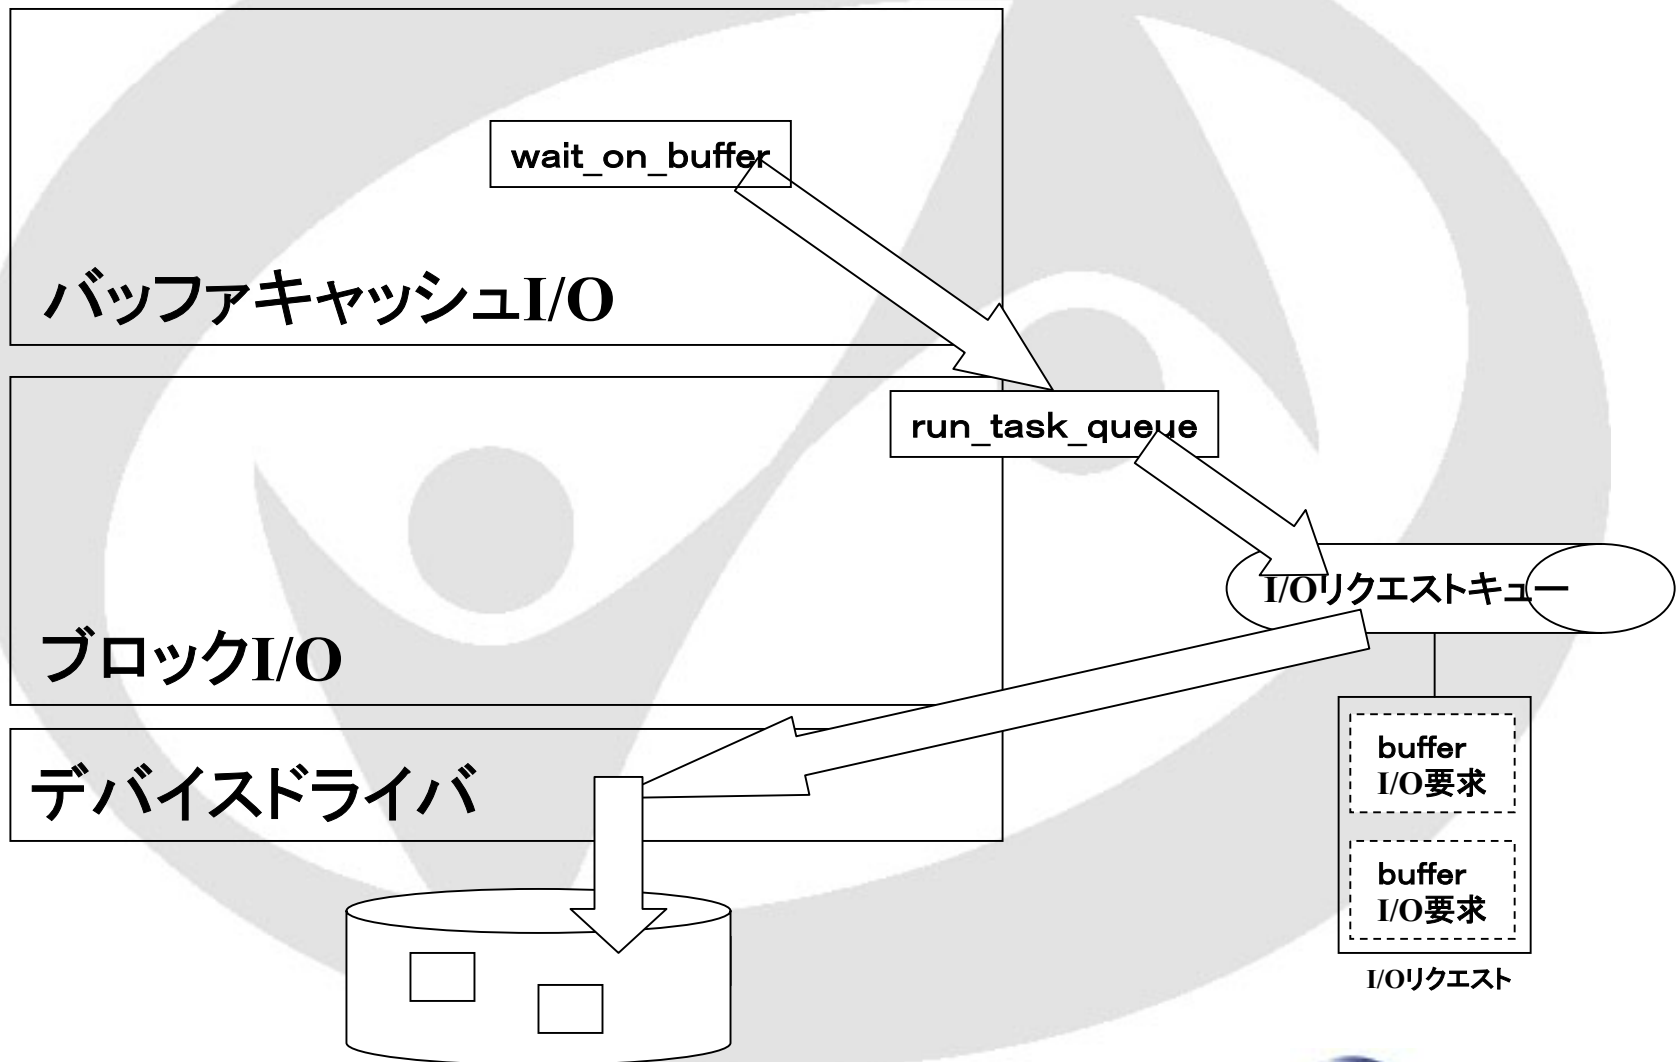 wait_on_buffer
バッファキャッシュI/O
run_task_queue
I/Oリクエストキュー
ブロックI/O
デバイスドライバ
buffer
I/O要求
buffer
I/O要求
I/Oリクエスト